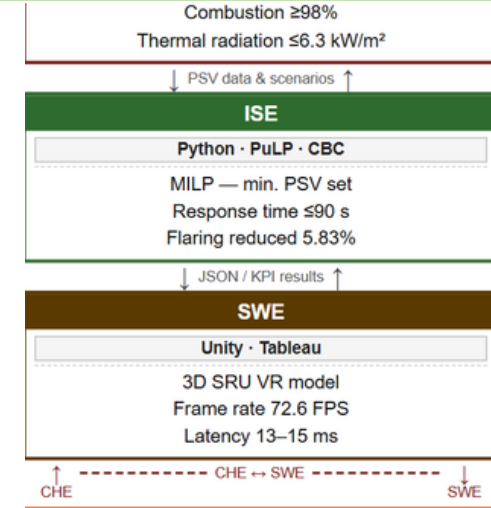 Combustion ≥98%
Thermal radiation ≤6.3 kW/m²
↓ PSV data & scenarios ↑
ISE
Python · PuLP · CBC
MILP — min. PSV set
Response time ≤90 s
Flaring reduced 5.83%
↓ JSON / KPI results ↑
SWE
Unity · Tableau
3D SRU VR model
Frame rate 72.6 FPS
Latency 13–15 ms
CHE ↔ SWE
CHE SWE